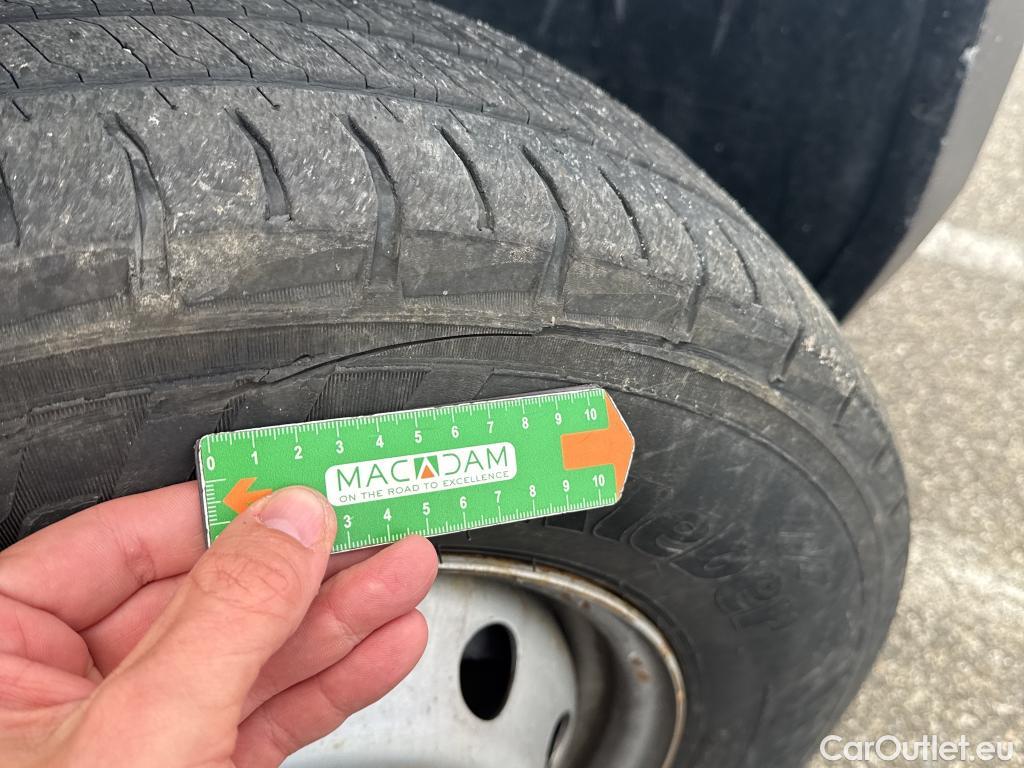 0 1 2 3 4 5 6 7 8 9 10
MACADAM
ON THE ROAD TO EXCELLENCE
3 4 5 6 7 8 9 10
Kleber
CarOutlet.eu